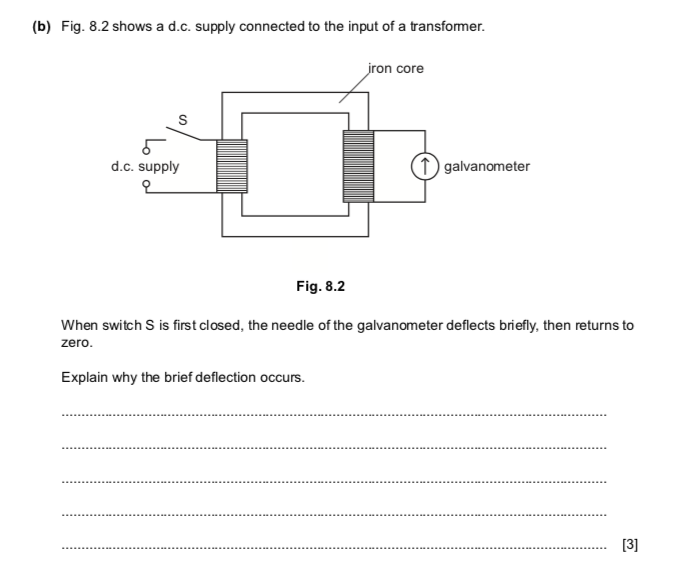 (b) Fig. 8.2 shows a d.c. supply connected to the input of a transformer.
iron core
S
d.c. supply
galvanometer
Fig. 8.2
When switch S is first closed, the needle of the galvanometer deflects briefly, then returns to
zero.
Explain why the brief deflection occurs.
[3]